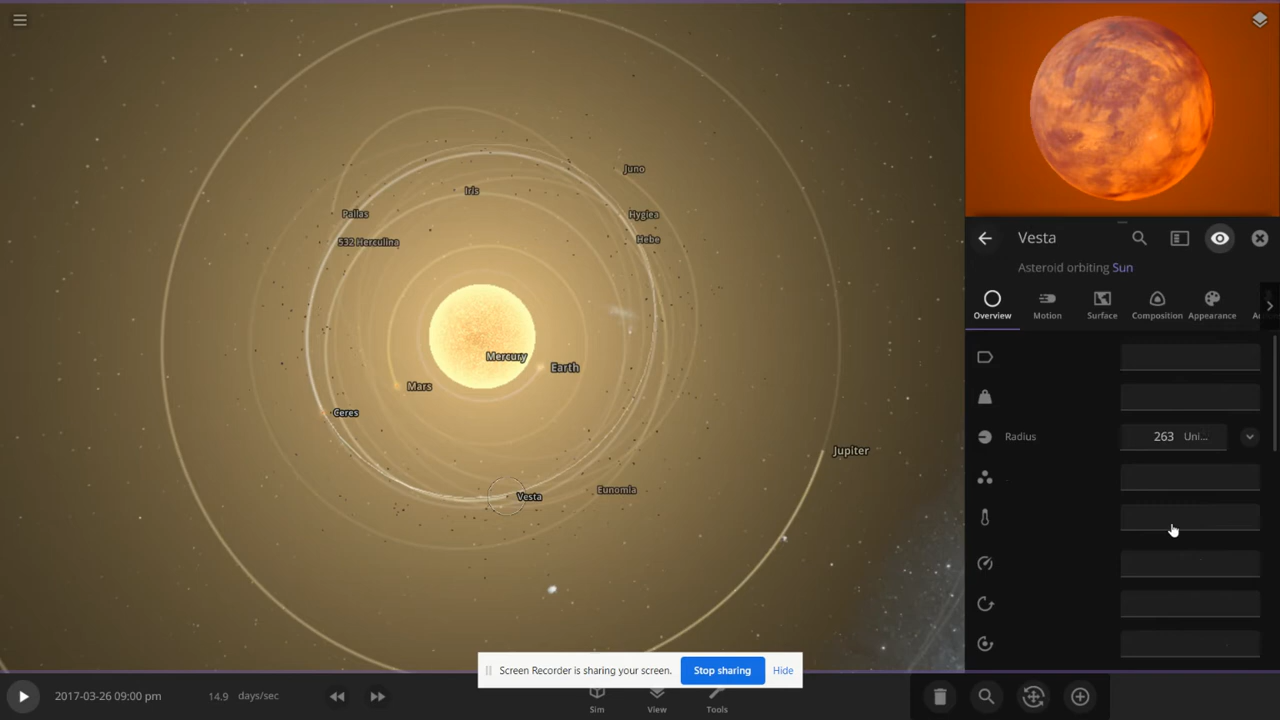 Juno
Iris
Pallas
Hygiea
532 Herculina
Hebe
Mercury
Earth
Mars
Ceres
Jupiter
Vesta
Eunomia
Vesta
Asteroid orbiting Sun
Overview
Motion
Surface
Composition
Appearance
Radius
263 Uni...
Screen Recorder is sharing your screen.
Stop sharing
Hide
2017-03-26 09:00 pm
14.9 days/sec
Sim
View
Tools